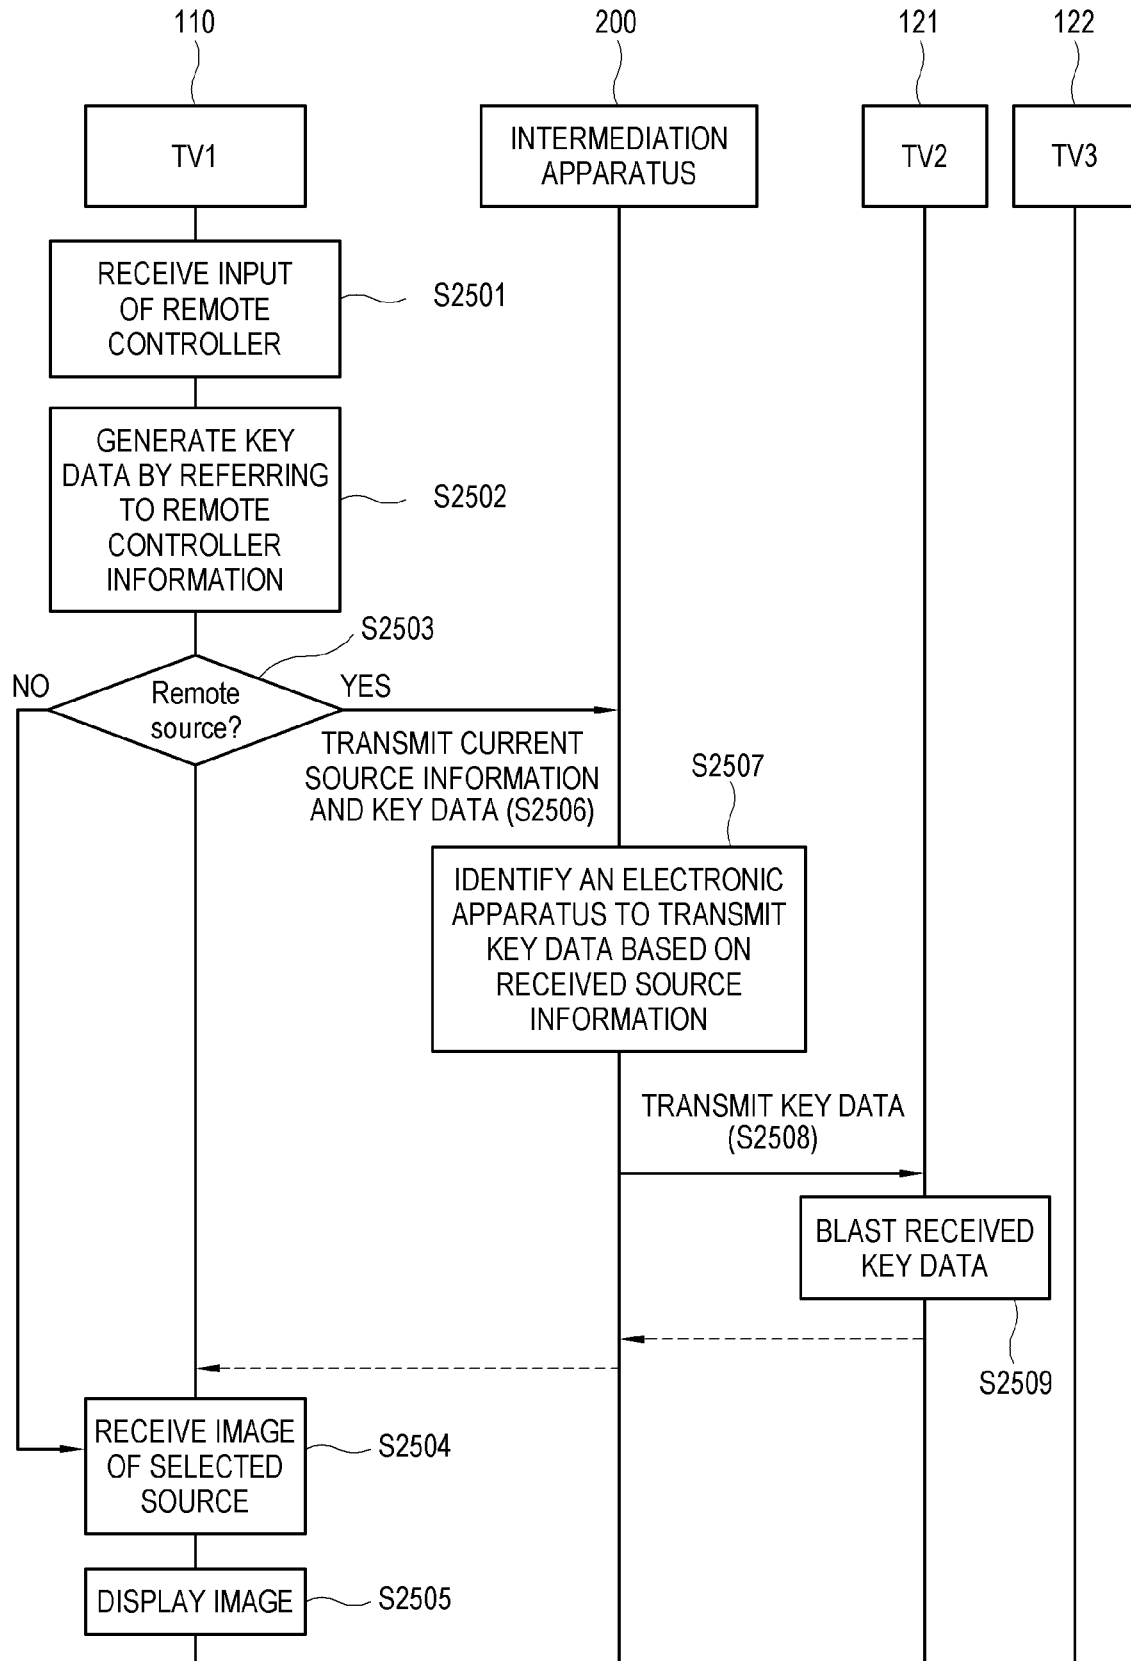 110
200
121
122
TV1
INTERMEDIATION
APPARATUS
TV2
TV3
RECEIVE INPUT
OF REMOTE
CONTROLLER
S2501
GENERATE KEY
DATA BY REFERRING
TO REMOTE
CONTROLLER
INFORMATION
S2502
S2503
NO
Remote
source?
YES
TRANSMIT CURRENT
SOURCE INFORMATION
AND KEY DATA (S2506)
S2507
IDENTIFY AN ELECTRONIC
APPARATUS TO TRANSMIT
KEY DATA BASED ON
RECEIVED SOURCE
INFORMATION
TRANSMIT KEY DATA
(S2508)
BLAST RECEIVED
KEY DATA
S2509
RECEIVE IMAGE
OF SELECTED
SOURCE
S2504
DISPLAY IMAGE
S2505